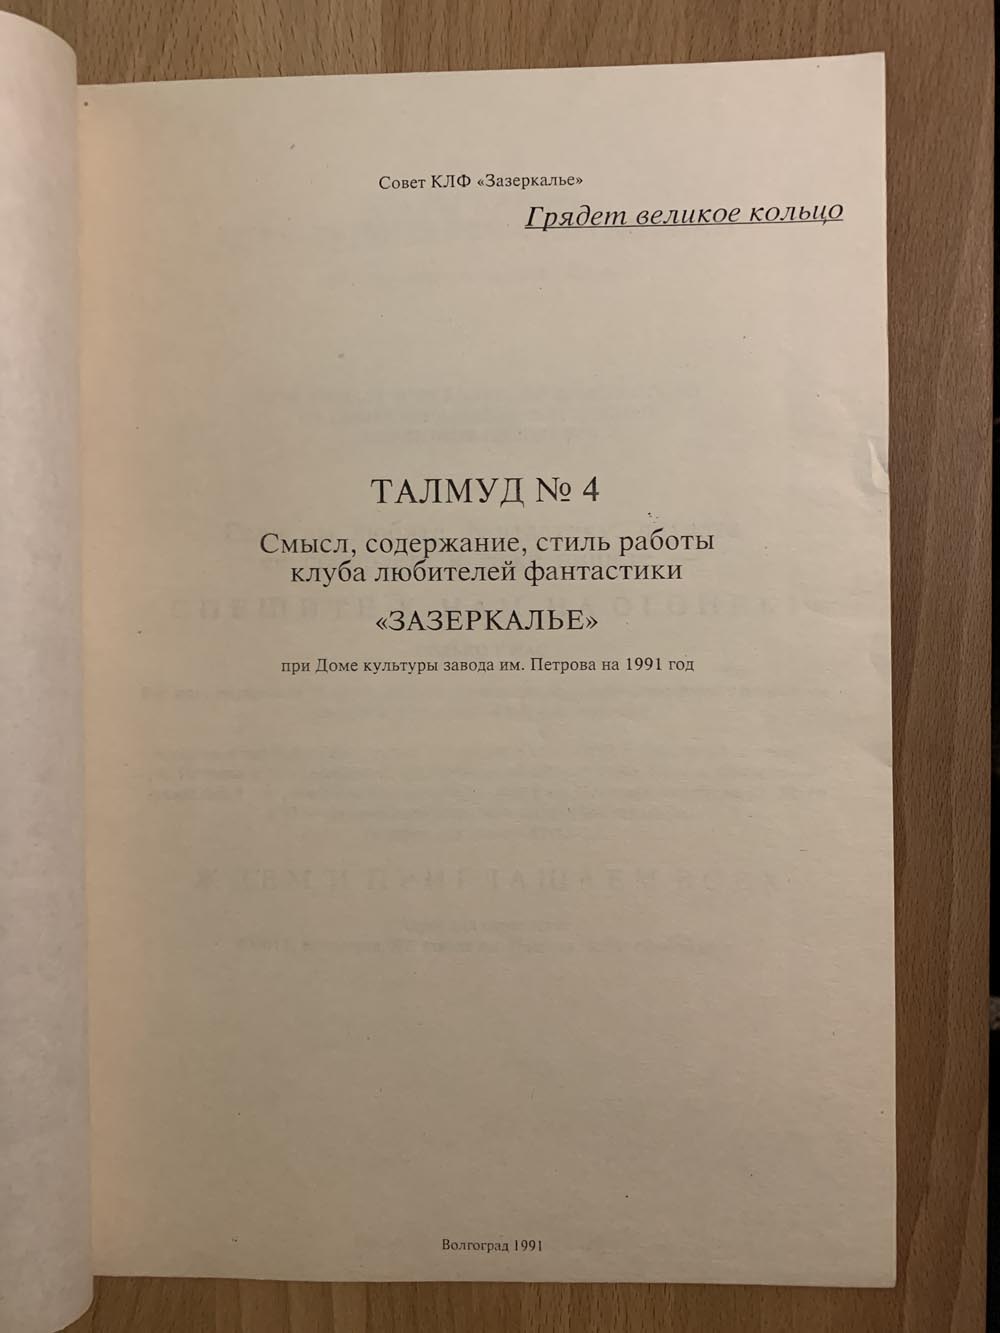 Совет КЛФ «Зазеркалье»
Грядет великое кольцо
ТАЛМУД № 4
Смысл, содержание, стиль работы
клуба любителей фантастики
«ЗАЗЕРКАЛЬЕ»
при Доме культуры завода им. Петрова на 1991 год
Волгоград 1991